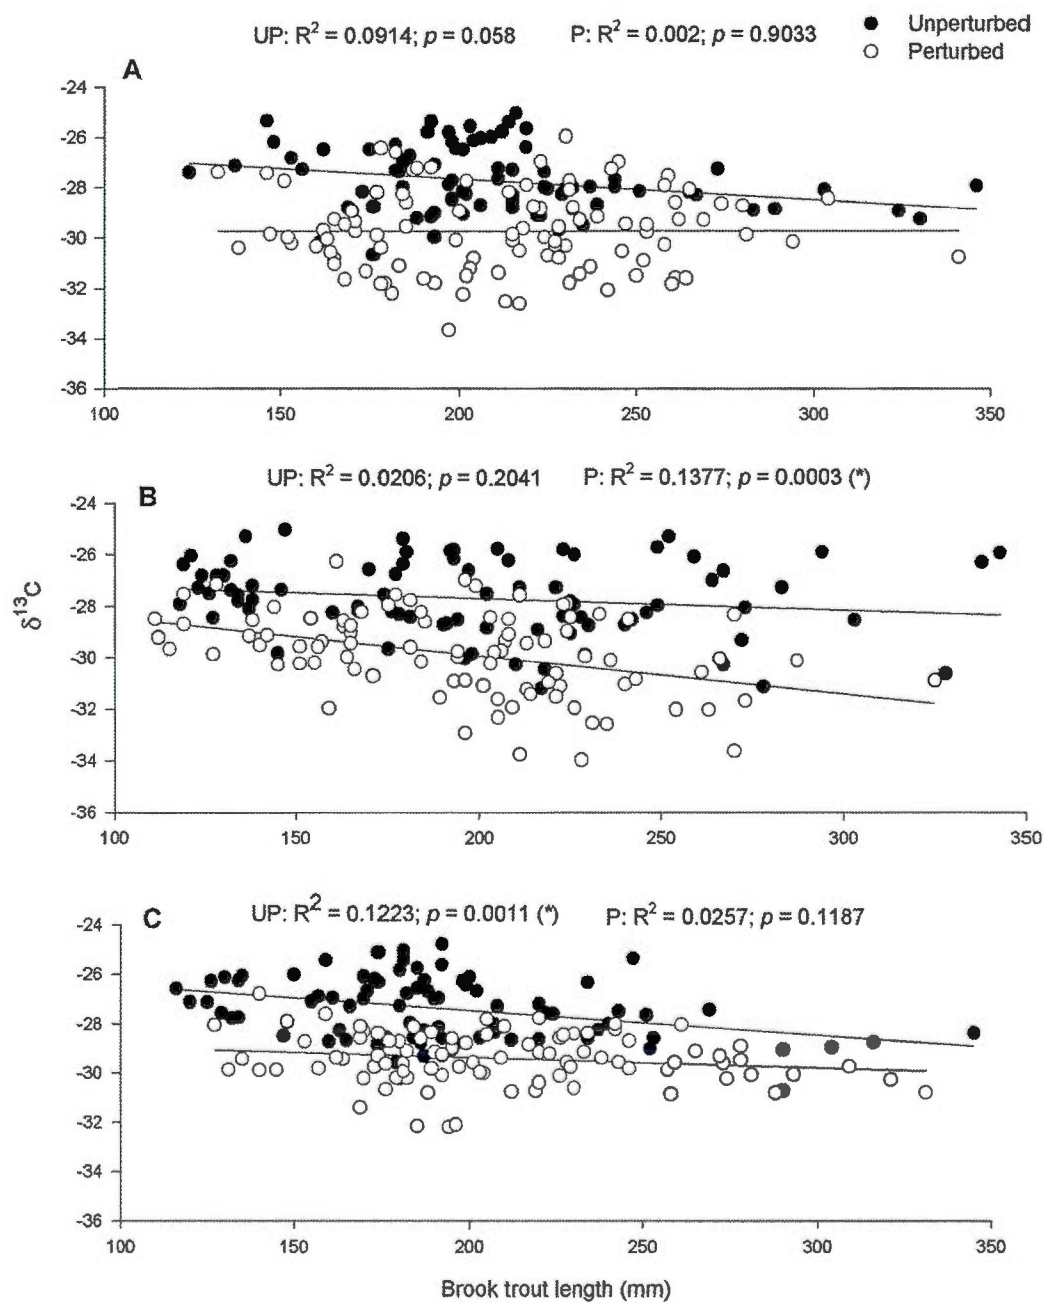 UP: R² = 0.0914; p = 0.058 P: R² = 0.002; p = 0.9033
Unperturbed
Perturbed
A
-24
-26
-28
-30
-32
-34
-36
100 150 200 250 300 350
UP: R² = 0.0206; p = 0.2041 P: R² = 0.1377; p = 0.0003 (*)
B
-24
-26
-28
-30
-32
-34
-36
δ¹³C
100 150 200 250 300 350
UP: R² = 0.1223; p = 0.0011 (*) P: R² = 0.0257; p = 0.1187
C
-24
-26
-28
-30
-32
-34
-36
100 150 200 250 300 350
Brook trout length (mm)